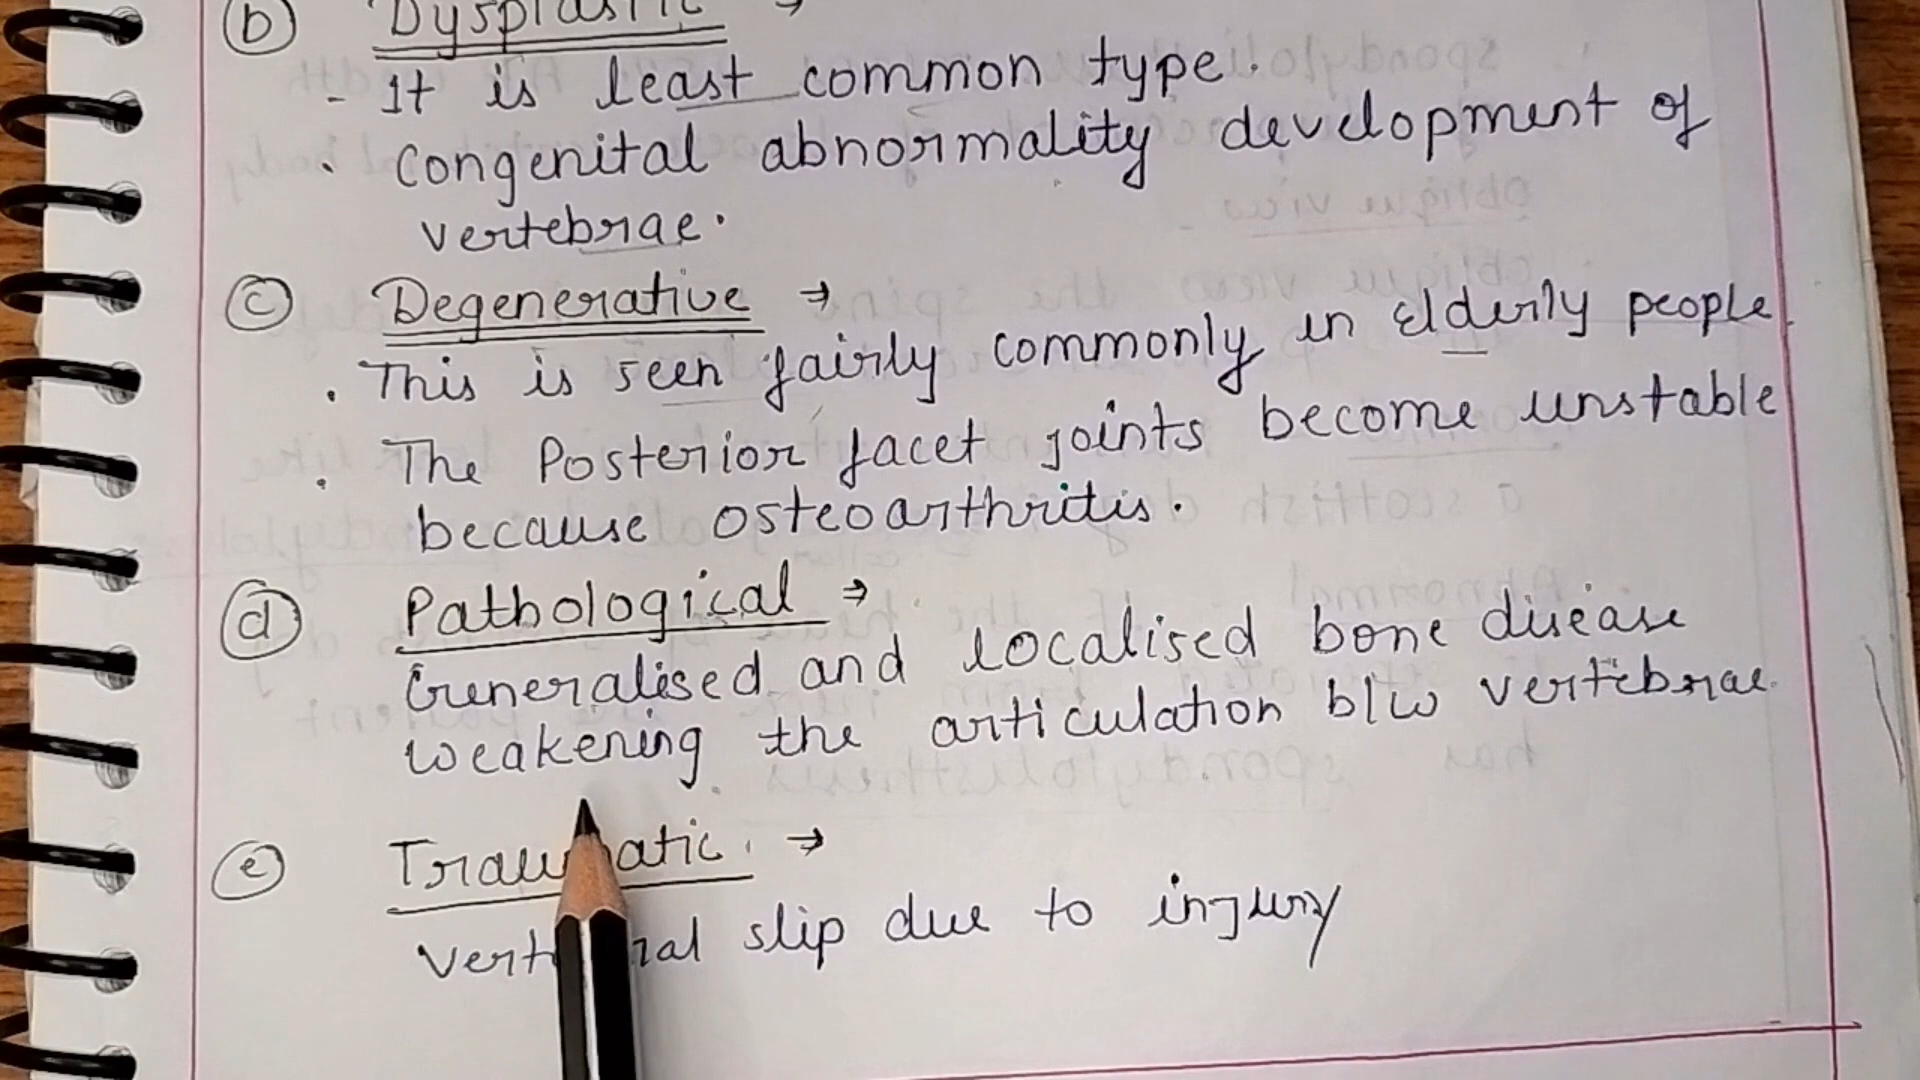 b Dysplastic →
- It is least common type.
. Congenital abnormality development of
vertebrae.
c Degenerative →
. This is seen fairly commonly in elderly people
. The Posterior facet joints become unstable
because osteoarthritis.
d Pathological →
Generalised and localised bone disease
weakening the articulation b/w vertebrae.
e Traumatic. →
slip due to injury